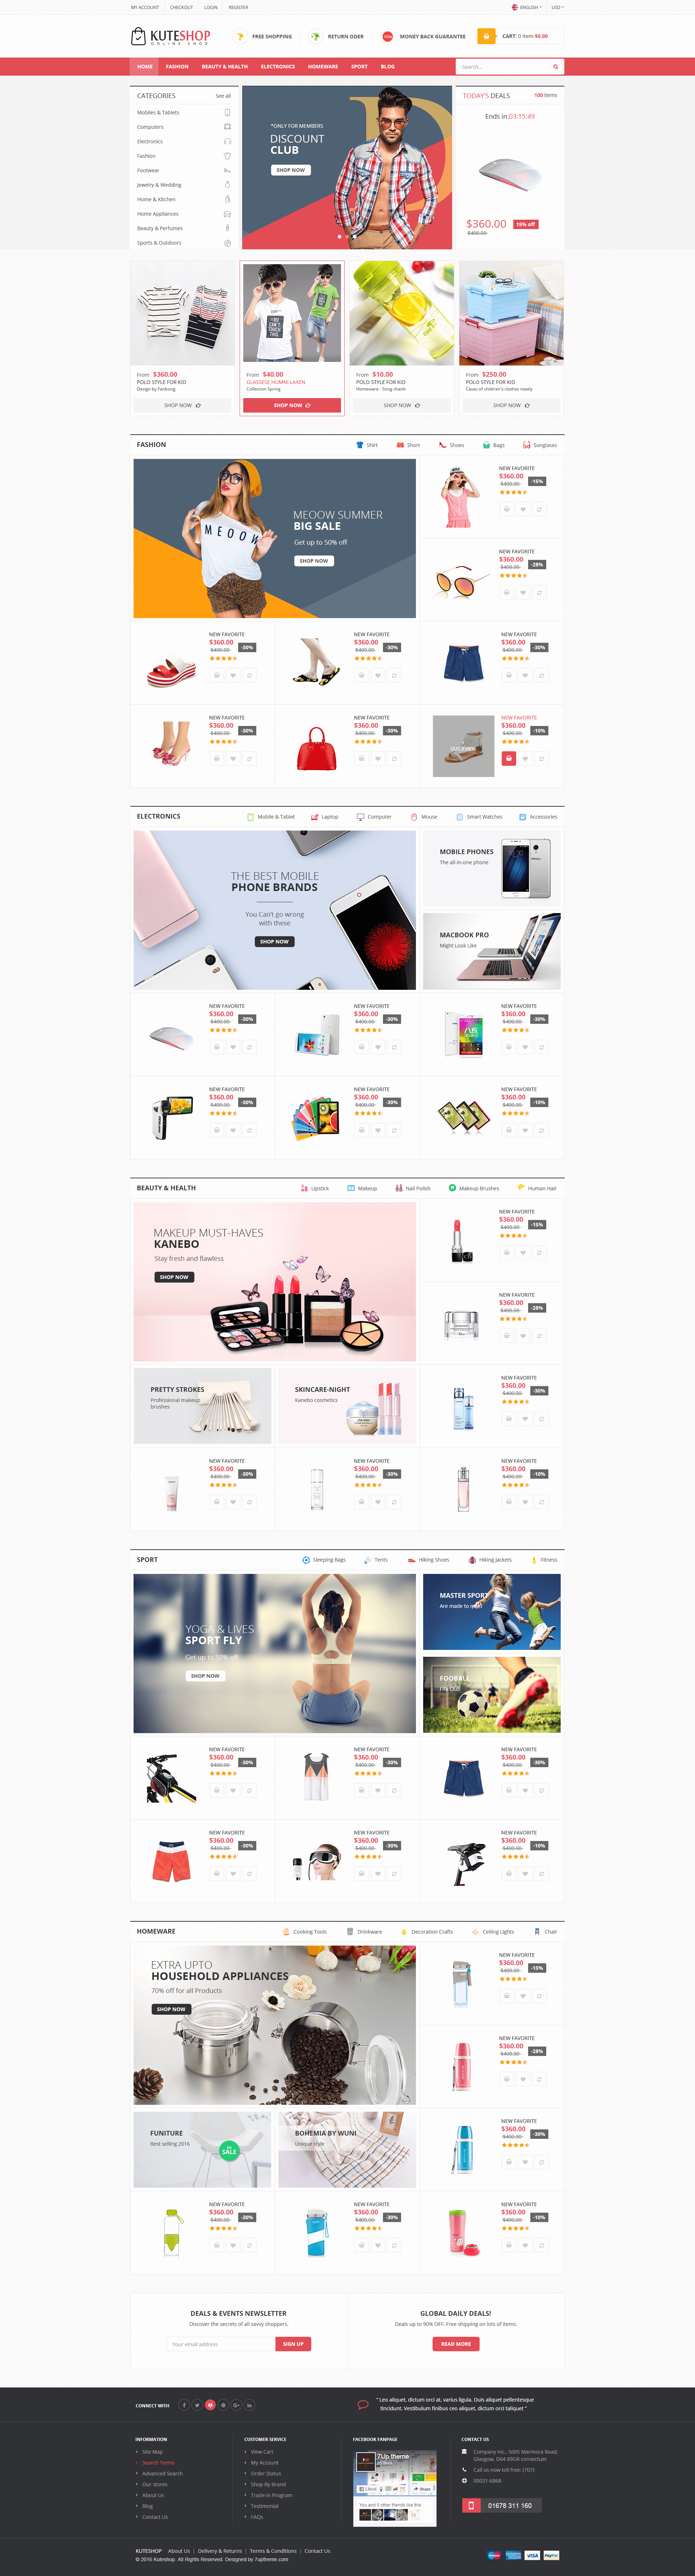 MY ACCOUNT CHECKOUT LOGIN REGISTER ENGLISH USD
KUTESHOP
ONLINE SHOP
FREE SHOPPING
RETURN ODER
100%
MONEY BACK GUARANTEE
CART: 0 Item - $0.00
HOME FASHION BEAUTY & HEALTH ELECTRONICS HOMEWARE SPORT BLOG
Search...
CATEGORIES See all
Mobilies & Tablets
Computers
Electronics
Fashion
Footwear
Jewelry & Wedding
Home & Kitchen
Home Appliances
Beauty & Perfumes
Sports & Outdoors
*ONLY FOR MEMBERS
DISCOUNT
CLUB
SHOP NOW
TODAY'S DEALS 100 Items
Ends in:03:15:49
$360.00 15% off
$400.00
From $360.00
POLO STYLE FOR KID
Design by Fanbong
SHOP NOW
From $40.00
GLASSESE HUMNI LAXEN
Collection Spring
SHOP NOW
From $10.00
POLO STYLE FOR KID
Homeware - Song chanh
SHOP NOW
From $250.00
POLO STYLE FOR KID
Cases of children's clothes neatly
SHOP NOW
FASHION Shirt Short Shoes Bags Sunglasses
MEOOW SUMMER
BIG SALE
Get up to 50% off
SHOP NOW
MEOOW
NEW FAVORITE
$360.00
$400.00 -15%
NEW FAVORITE
$360.00
$400.00 -28%
NEW FAVORITE NEW FAVORITE NEW FAVORITE
$360.00 $360.00 $360.00
$400.00 -30% $400.00 -30% $400.00 -30%
NEW FAVORITE NEW FAVORITE NEW FAVORITE
$360.00 $360.00 $360.00
$400.00 -30% $400.00 -30% $400.00 -10%
QUICKVIEW
ELECTRONICS Mobilie & Tablet Laptop Computer Mouse Smart Watches Accessories
THE BEST MOBILE
PHONE BRANDS
You Can't go wrong
with these
SHOP NOW
MOBILE PHONES
The all-in-one phone
MACBOOK PRO
Might Look Like
NEW FAVORITE NEW FAVORITE NEW FAVORITE
$360.00 $360.00 $360.00
$400.00 -30% $400.00 -30% $400.00 -30%
NEW FAVORITE NEW FAVORITE NEW FAVORITE
$360.00 $360.00 $360.00
$400.00 -30% $400.00 -30% $400.00 -10%
BEAUTY & HEALTH Lipstick Makeup Nail Polish Makeup Brushes Human Hair
MAKEUP MUST-HAVES
KANEBO
Stay fresh and flawless
SHOP NOW
NEW FAVORITE
$360.00
$400.00 -15%
NEW FAVORITE
$360.00
$400.00 -28%
PRETTY STROKES
Professional makeup
brushes
SKINCARE-NIGHT
Kanebo cosmetics
NEW FAVORITE
$360.00
$400.00 -30%
NEW FAVORITE NEW FAVORITE NEW FAVORITE
$360.00 $360.00 $360.00
$400.00 -30% $400.00 -30% $400.00 -10%
SPORT Sleeping Bags Tents Hiking Shoes Hiking Jackets Fitness
YOGA & LIVES
SPORT FLY
Get up to 50% off
SHOP NOW
MASTER SPORT
Are made to
FOOBALL
Fifa Club
NEW FAVORITE NEW FAVORITE NEW FAVORITE
$360.00 $360.00 $360.00
$400.00 -30% $400.00 -30% $400.00 -30%
NEW FAVORITE NEW FAVORITE NEW FAVORITE
$360.00 $360.00 $360.00
$400.00 -30% $400.00 -30% $400.00 -10%
HOMEWARE Cooking Tools Drinkware Decoration Crafts Ceiling Lights Chair
EXTRA UPTO
HOUSEHOLD APPLIANCES
70% off for all Products
SHOP NOW
NEW FAVORITE
$360.00
$400.00 -15%
NEW FAVORITE
$360.00
$400.00 -28%
FUNITURE
Best selling 2016
SALE
BOHEMIA BY WUNI
Unique style
NEW FAVORITE
$360.00
$400.00 -30%
NEW FAVORITE NEW FAVORITE NEW FAVORITE
$360.00 $360.00 $360.00
$400.00 -30% $400.00 -30% $400.00 -10%
DEALS & EVENTS NEWSLETTER
Discover the secrets of all savvy shoppers.
Your email address SIGN UP
GLOBAL DAILY DEALS!
Deals up to 90% OFF. Free shipping on lots of items.
READ MORE
CONNECT WITH
" Leo aliquet, dictum orci at, varius ligula. Duis aliquet pellentesque
tincidunt. Vestibulum finibus ceo aliquet, dictum orci taliquet "
INFORMATION
Site Map
Search Terms
Advanced Search
Our stores
About Us
Blog
Contact Us
CUSTOMER SERVICE
View Cart
My Account
Order Status
Shop By Brand
Trade-In Program
Testimonial
FAQs
FACEBOOK FANPAGE
7Up theme
Liked Share
You and 5 other friends like this
CONTACT US
Company Inc., 5005 Marmora Road,
Glasgow, D04 89GR consectuer
Call us now toll free: (707)
00031 6868
01678 311 160
KUTESHOP About Us | Delivery & Returns | Terms & Conditions | Contact Us
© 2016 Kuteshop. All Rights Reserved. Designed by 7uptheme.com
VISA PayPal